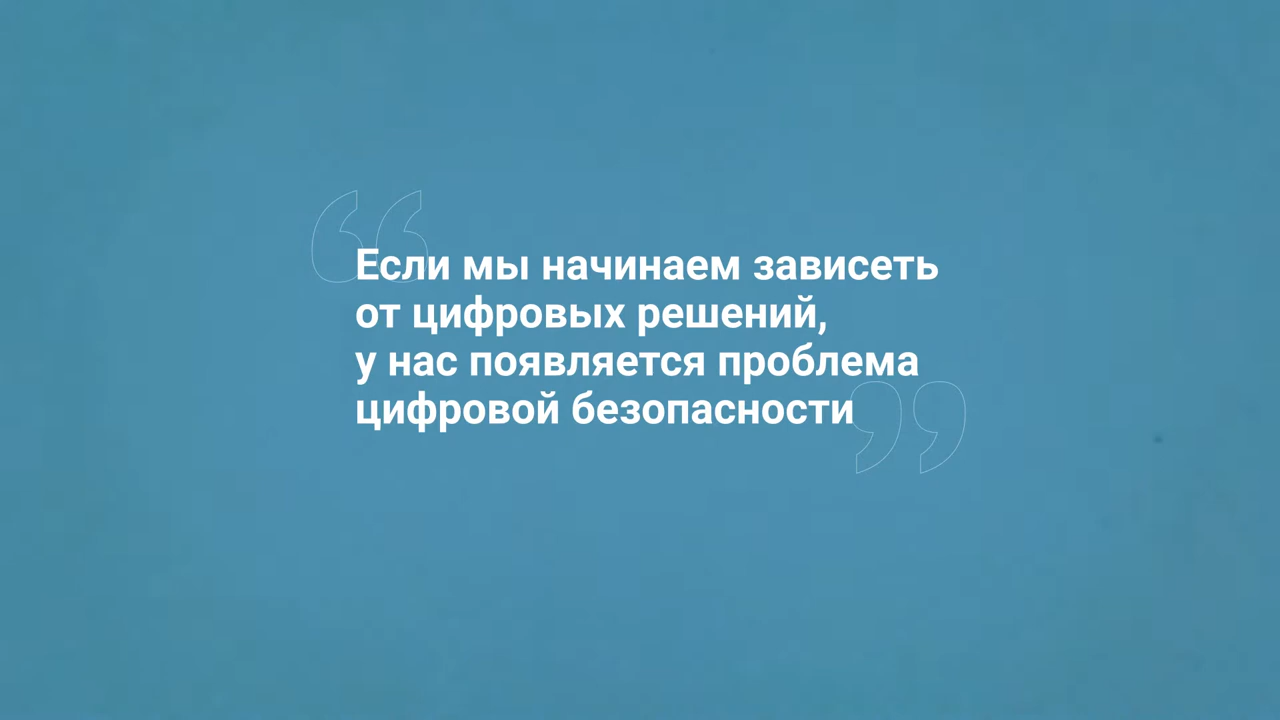 Если мы начинаем зависеть
от цифровых решений,
у нас появляется проблема
цифровой безопасности